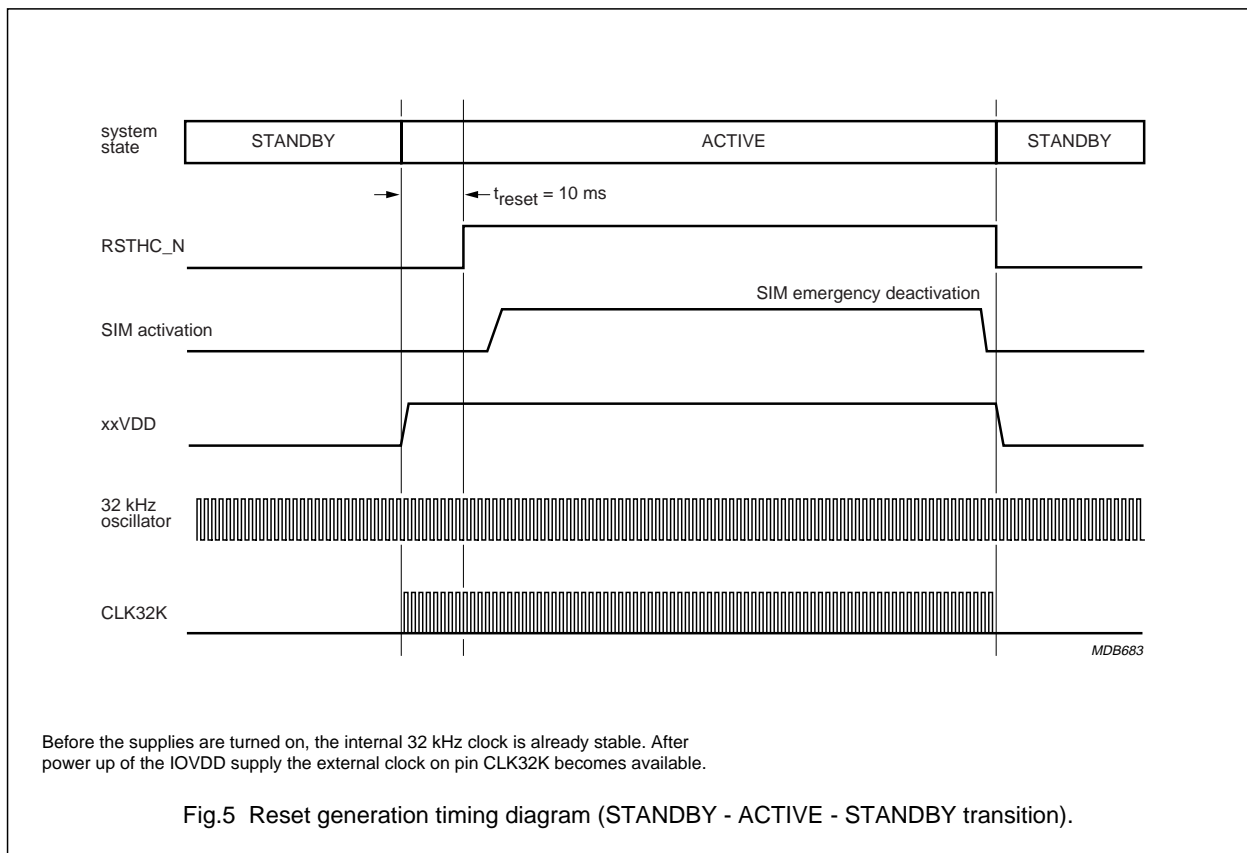 system
state
STANDBY
ACTIVE
STANDBY
treset = 10 ms
RSTHC_N
SIM emergency deactivation
SIM activation
xxVDD
32 kHz
oscillator
CLK32K
MDB683
Before the supplies are turned on, the internal 32 kHz clock is already stable. After
power up of the IOVDD supply the external clock on pin CLK32K becomes available.
Fig.5 Reset generation timing diagram (STANDBY - ACTIVE - STANDBY transition).